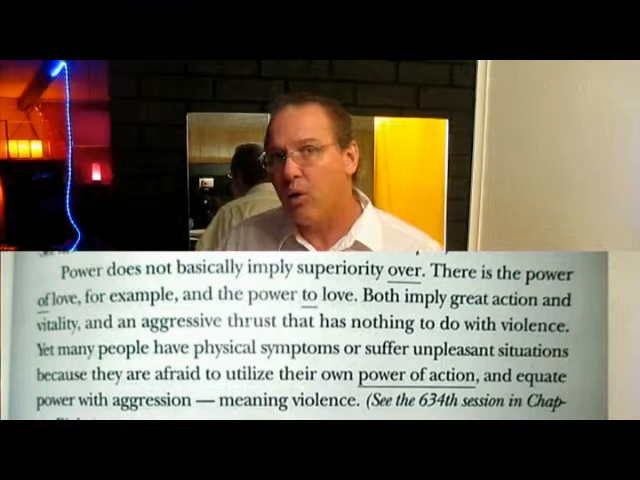 Power does not basically imply superiority over. There is the power
of love, for example, and the power to love. Both imply great action and
vitality, and an aggressive thrust that has nothing to do with violence.
Yet many people have physical symptoms or suffer unpleasant situations
because they are afraid to utilize their own power of action, and equate
power with aggression — meaning violence. (See the 634th session in Chap-